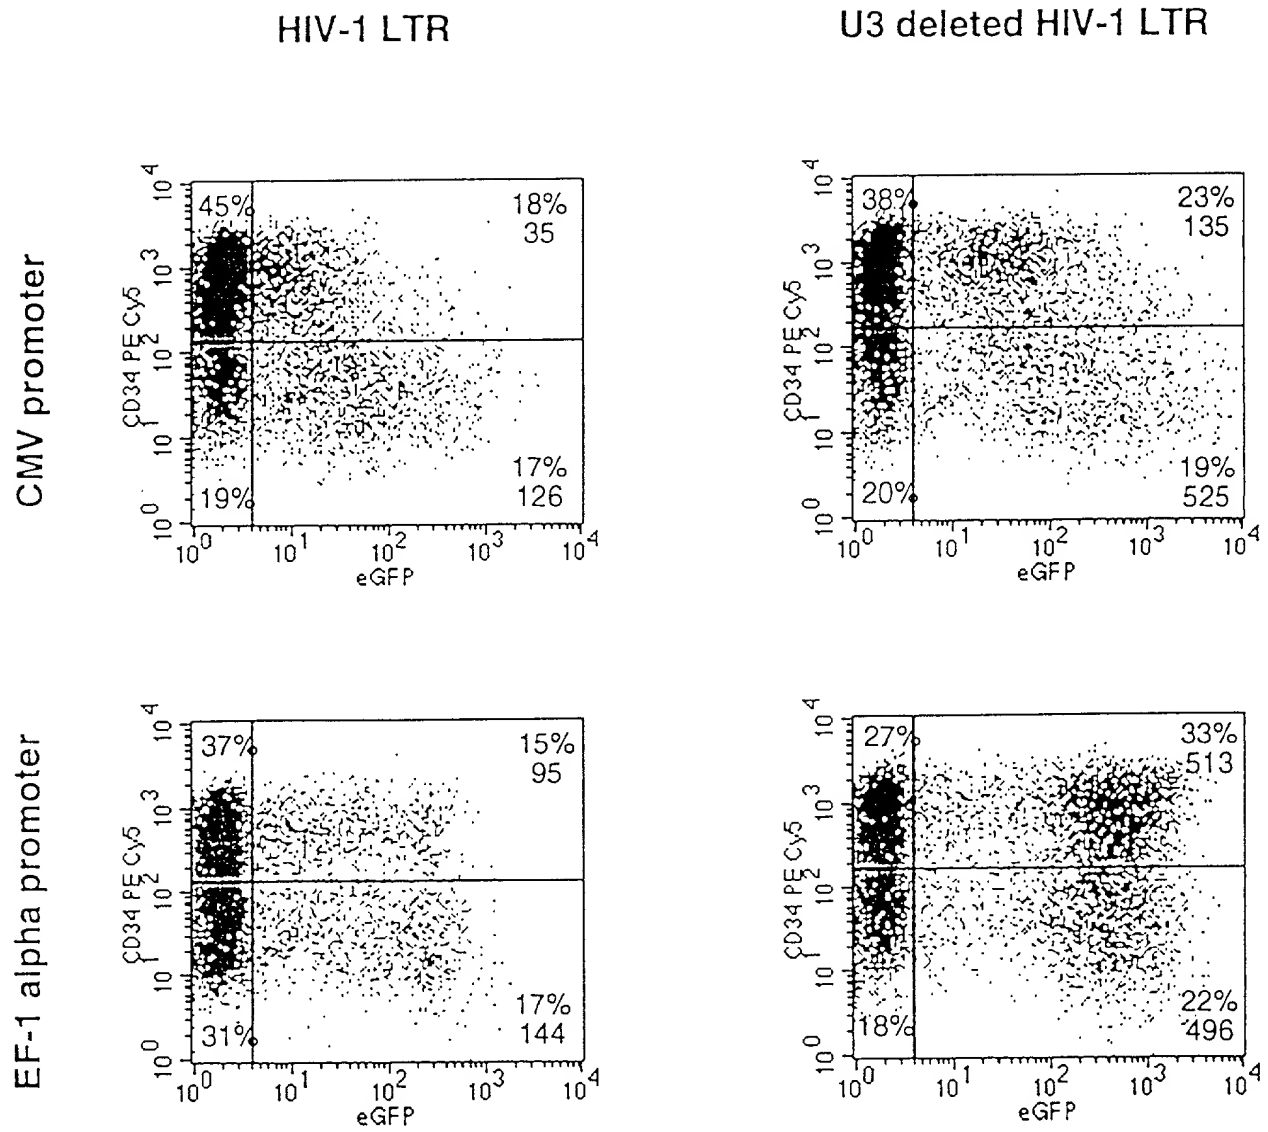 HIV-1 LTR
U3 deleted HIV-1 LTR
CMV promoter
CD34 PE Cy5
10^4
10^3
10^2
10^1
10^0
45%
18%
35
19%
17%
126
10^0 10^1 10^2 10^3 10^4
eGFP
CD34 PE Cy5
10^4
10^3
10^2
10^1
10^0
38%
23%
135
20%
19%
525
10^0 10^1 10^2 10^3 10^4
eGFP
EF-1 alpha promoter
CD34 PE Cy5
10^4
10^3
10^2
10^1
10^0
37%
15%
95
31%
17%
144
10^0 10^1 10^2 10^3 10^4
eGFP
CD34 PE Cy5
10^4
10^3
10^2
10^1
10^0
27%
33%
513
18%
22%
496
10^0 10^1 10^2 10^3 10^4
eGFP